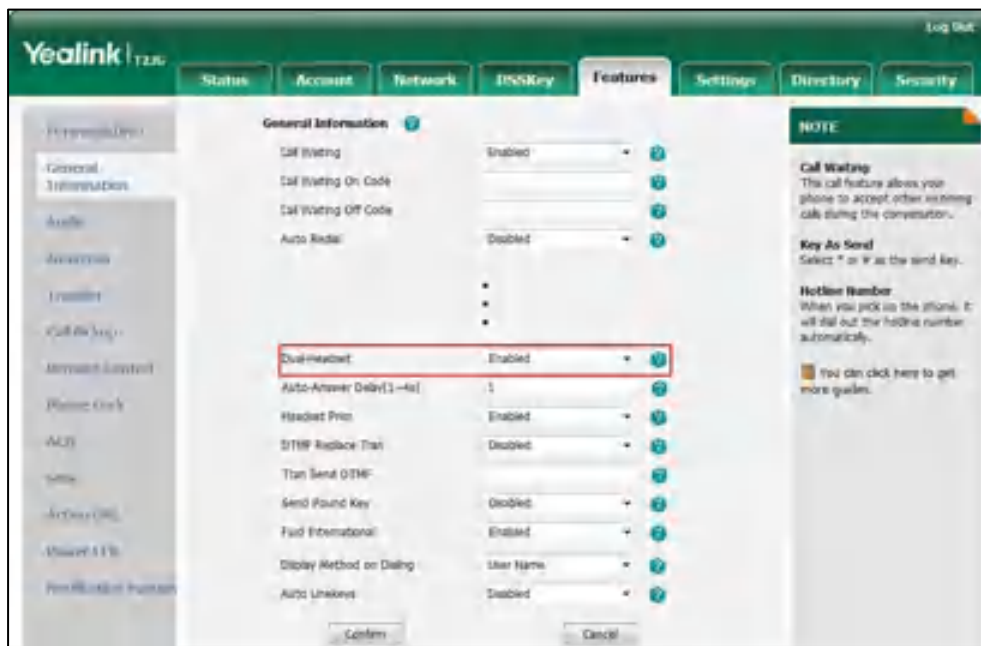 Log Out
Yealink
Status Account Network DSSKey Features Settings Directory Security
General Information
Audio
Transfer
Remote Control
Phone Lock
ACD
SMS
Action URL
Power LED
General Information
Call Waiting Enabled
Call Waiting On Code
Call Waiting Off Code
Auto Redial Disabled
Dual-Headset Enabled
Auto-Answer Delay(1~4s) 1
Headset Prior Enabled
DTMF Replace Tran Disabled
Tran Send DTMF
Send Pound Key Disabled
Fwd International Enabled
Display Method on Dialing User Name
Auto Linekeys Disabled
Confirm Cancel
NOTE
Call Waiting
This call feature allows your
phone to accept other incoming
calls during the conversation.
Key As Send
Select * or # as the send key.
Hotline Number
When you pick up the phone, it
will dial out the hotline number
automatically.
You can click here to get
more guides.